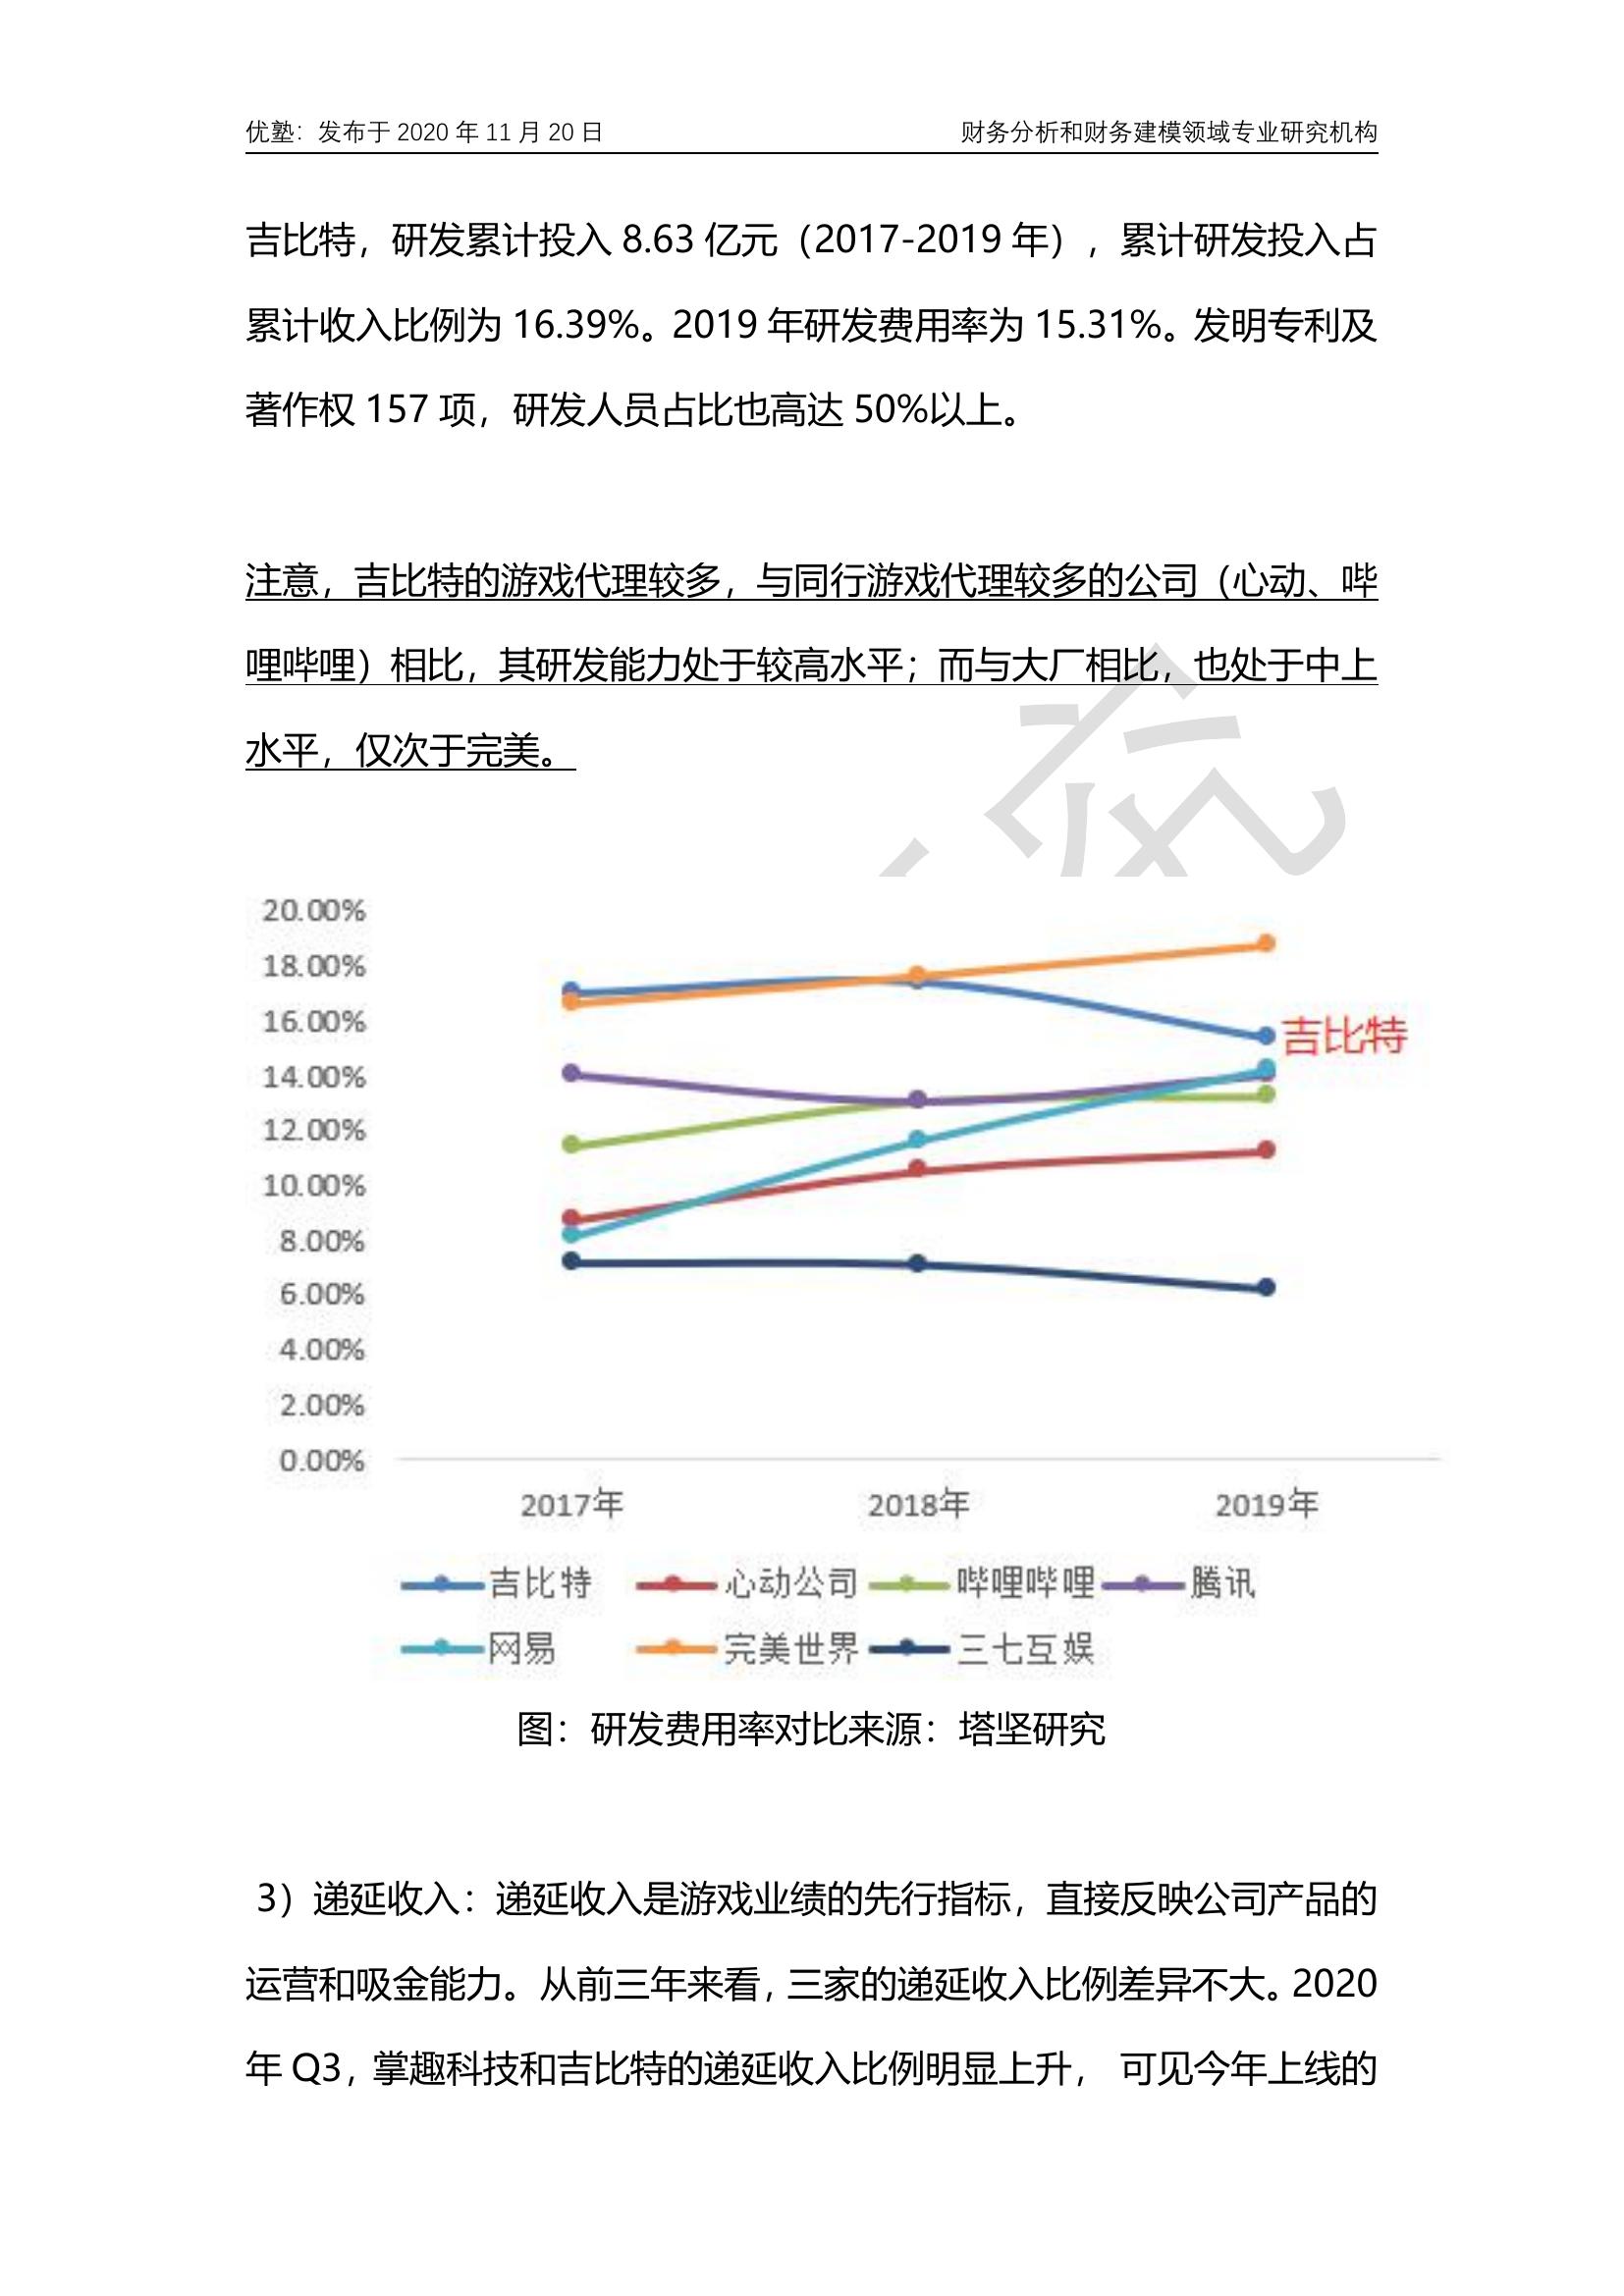 优塾：发布于 2020 年 11 月 20 日 财务分析和财务建模领域专业研究机构
吉比特，研发累计投入 8.63 亿元（2017-2019 年），累计研发投入占
累计收入比例为 16.39%。2019 年研发费用率为 15.31%。发明专利及
著作权 157 项，研发人员占比也高达 50%以上。
注意，吉比特的游戏代理较多，与同行游戏代理较多的公司（心动、哔
哩哔哩）相比，其研发能力处于较高水平；而与大厂相比，也处于中上
水平，仅次于完美。
究
20.00%
18.00%
16.00%
吉比特
14.00%
12.00%
10.00%
8.00%
6.00%
4.00%
2.00%
0.00%
2017年 2018年 2019年
吉比特 心动公司 哔哩哔哩 腾讯
网易 完美世界 三七互娱
图：研发费用率对比来源：塔坚研究
3）递延收入：递延收入是游戏业绩的先行指标，直接反映公司产品的
运营和吸金能力。从前三年来看，三家的递延收入比例差异不大。2020
年 Q3，掌趣科技和吉比特的递延收入比例明显上升， 可见今年上线的